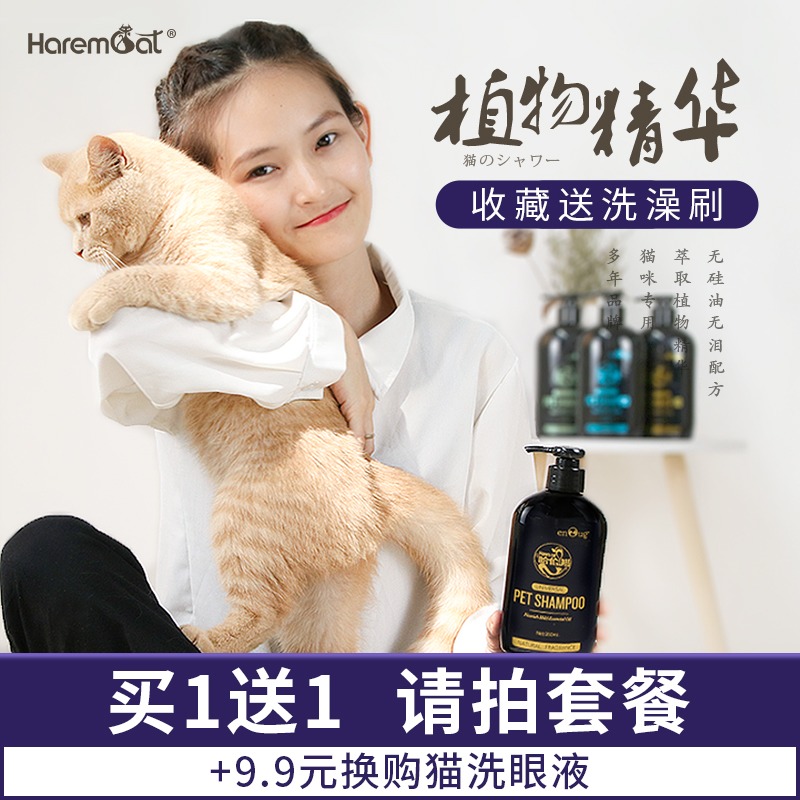 HaremCat®
植物精华
猫のシャワー
收藏送洗澡刷
无硅油无泪配方
萃取植物精华
猫咪专用
多年品牌
en ug
UNIVERSAL
PET SHAMPOO
NATURAL FRAGRANCE
买1送1 请拍套餐
+9.9元换购猫洗眼液